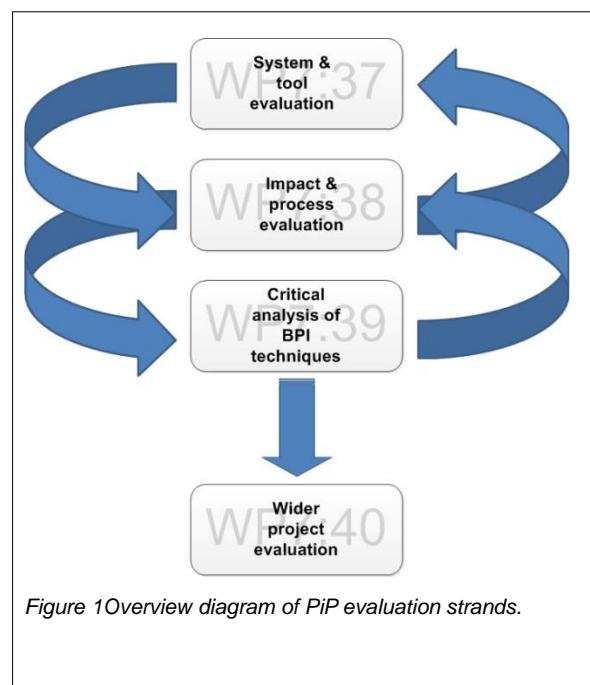 WP7:37
System &
tool
evaluation
WP7:38
Impact &
process
evaluation
WP7:39
Critical
analysis of
BPI
techniques
WP7:40
Wider
project
evaluation
Figure 1Overview diagram of PiP evaluation strands.